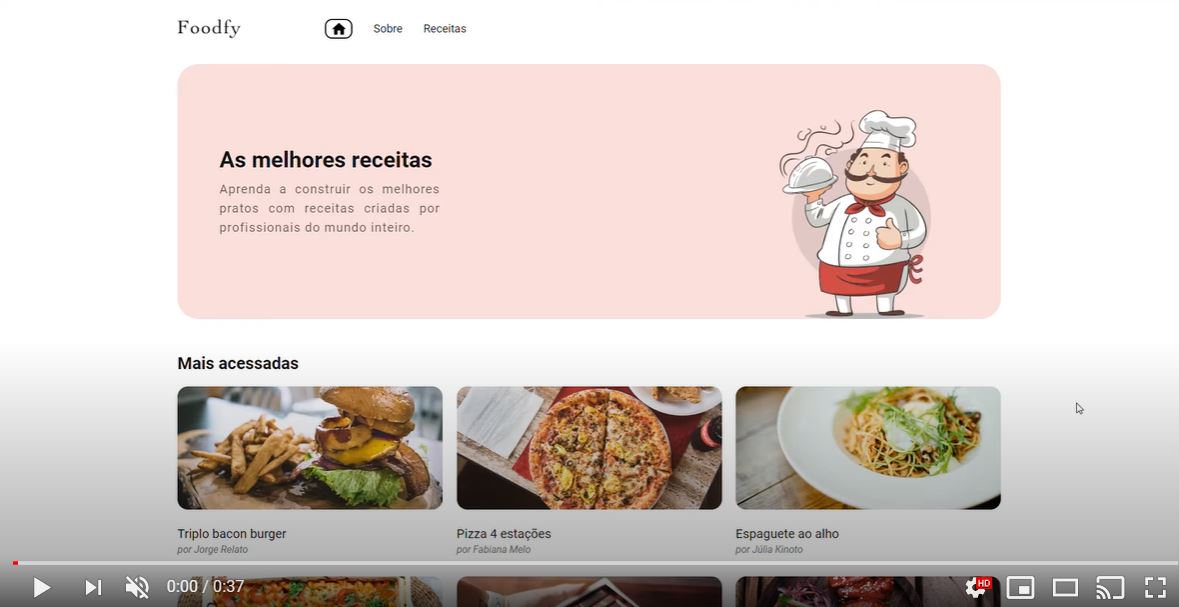 Foodfy
Sobre
Receitas
As melhores receitas
Aprenda a construir os melhores
pratos com receitas criadas por
profissionais do mundo inteiro.
Mais acessadas
Triplo bacon burger
por Jorge Relato
Pizza 4 estações
por Fabiana Melo
Espaguete ao alho
por Júlia Kinoto
0:00 / 0:37
HD